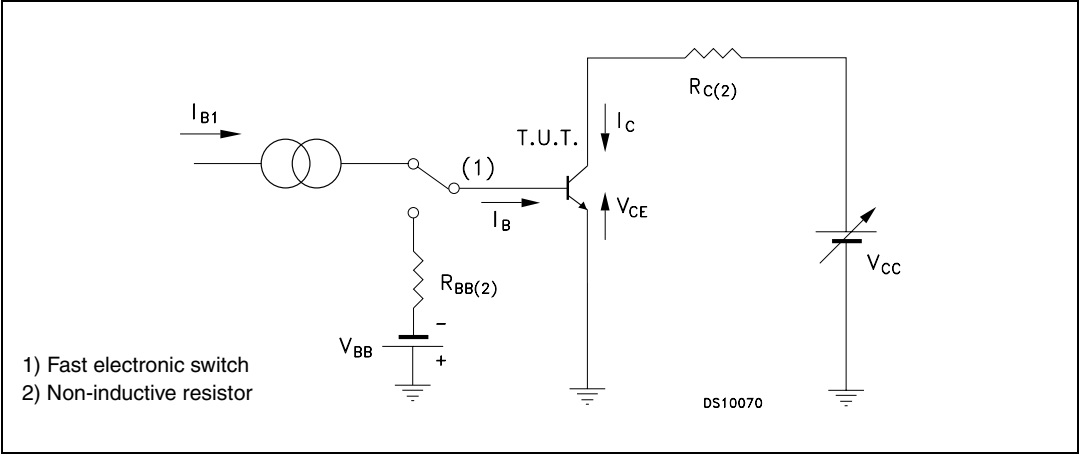 I_B1
R_C(2)
I_C
T.U.T.
(1)
I_B
V_CE
V_CC
R_BB(2)
−
V_BB
+
1) Fast electronic switch
2) Non-inductive resistor
DS10070